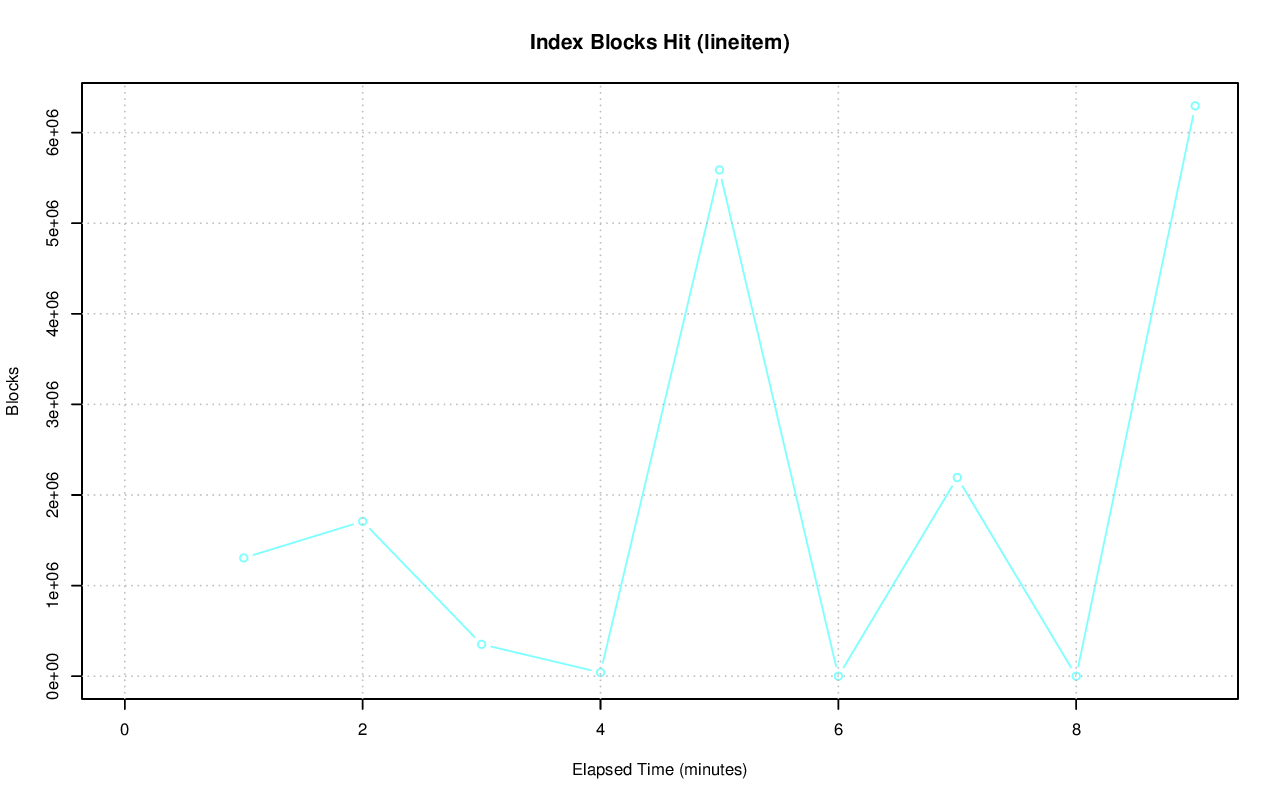 Index Blocks Hit (lineitem)
Blocks
6e+06
5e+06
4e+06
3e+06
2e+06
1e+06
0e+00
0 2 4 6 8
Elapsed Time (minutes)